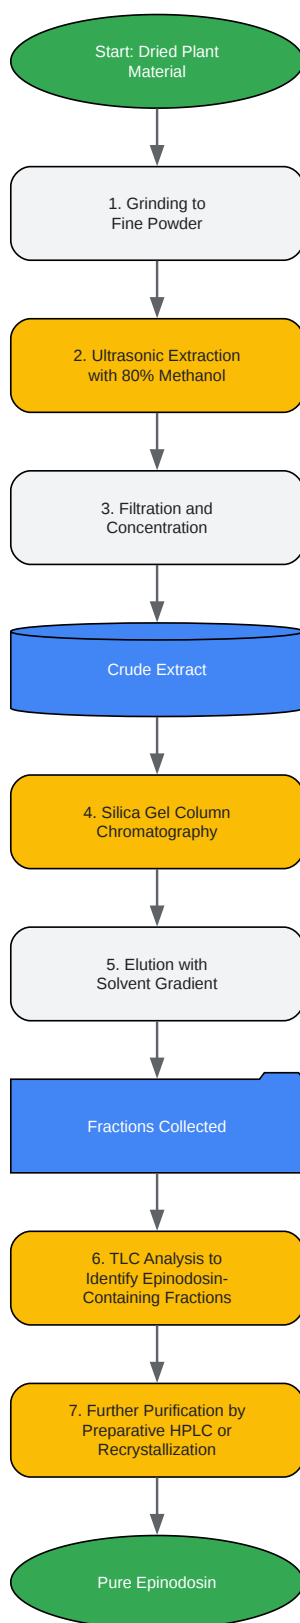 Start: Dried Plant
Material
1. Grinding to
Fine Powder
2. Ultrasonic Extraction
with 80% Methanol
3. Filtration and
Concentration
Crude Extract
4. Silica Gel Column
Chromatography
5. Elution with
Solvent Gradient
Fractions Collected
6. TLC Analysis to
Identify Epinodosin-
Containing Fractions
7. Further Purification by
Preparative HPLC or
Recrystallization
Pure Epinodosin